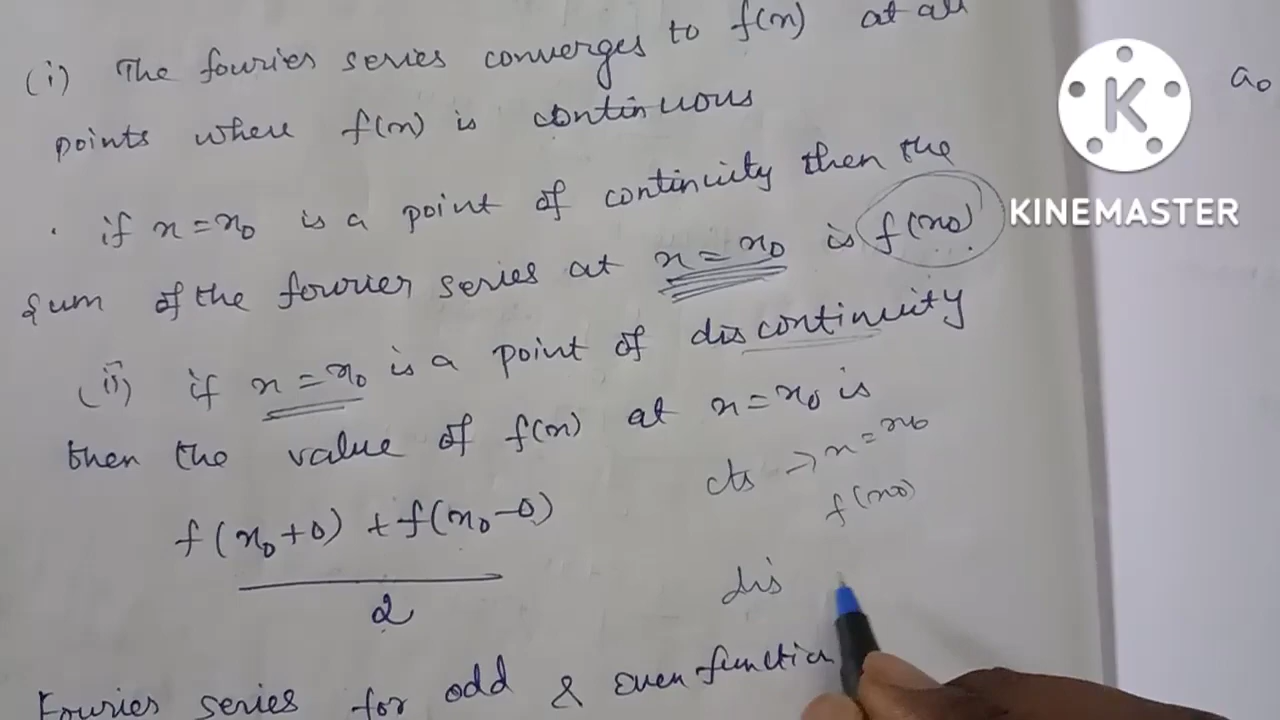 (i) The fourier series converges to f(x) at all
points where f(x) is continuous
. if x = x₀ is a point of continuity then the
sum of the fourier series at x = x₀ is f(x₀)
(ii) if x = x₀ is a point of discontinuity
then the value of f(x) at x = x₀ is
f(x₀+0) + f(x₀-0)
2
cts → x = x₀
f(x₀)
dis
Fourier series for odd & even function
a₀
K
KINEMASTER